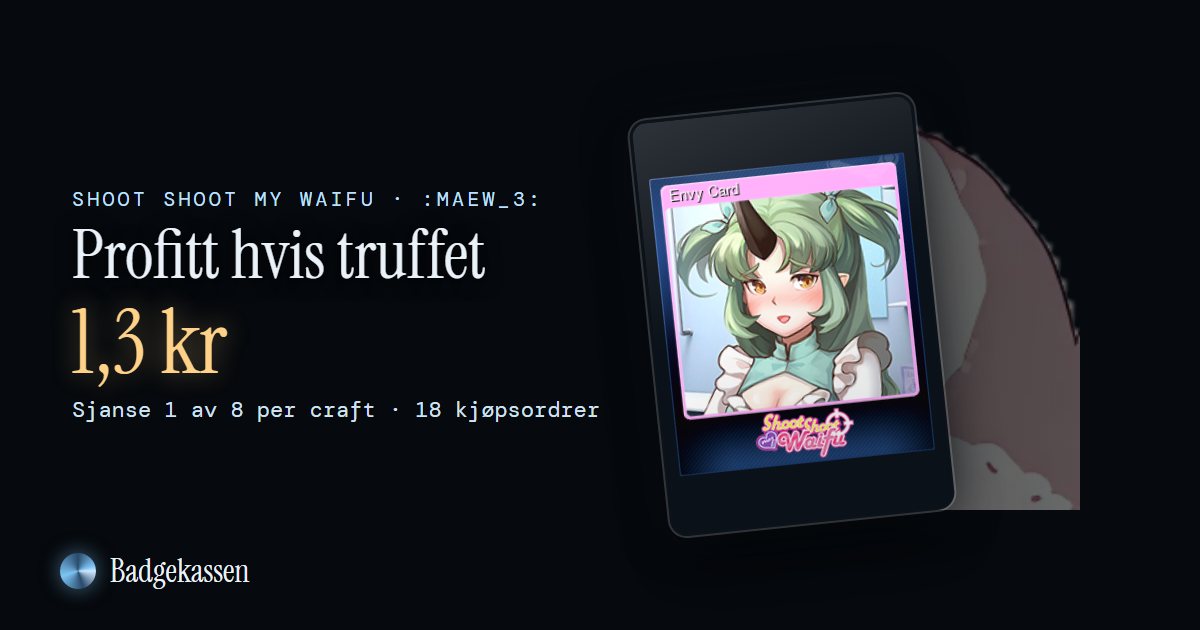 SHOOT SHOOT MY WAIFU · :MAEW_3:
Profitt hvis truffet
1,3 kr
Sjanse 1 av 8 per craft · 18 kjøpsordrer
Envy Card
Shoot Shoot
My Waifu
Badgekassen